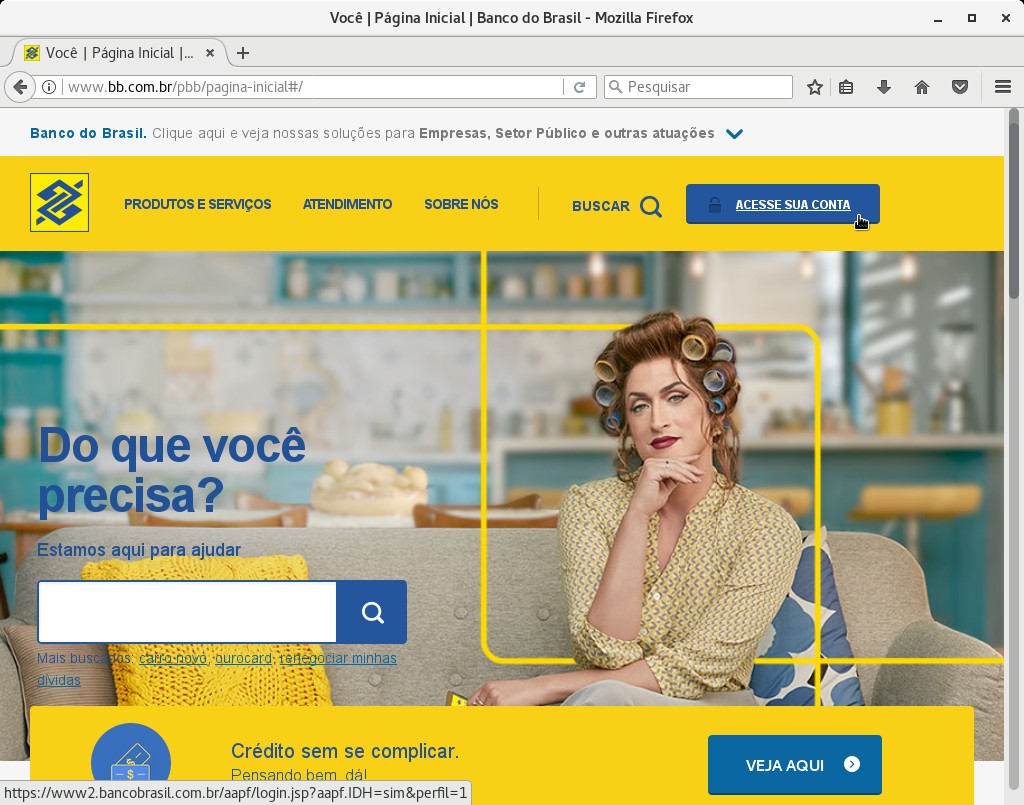 Você | Página Inicial | Banco do Brasil - Mozilla Firefox
Você | Página Inicial |...
www.bb.com.br/pbb/pagina-inicial#/
Pesquisar
Banco do Brasil. Clique aqui e veja nossas soluções para Empresas, Setor Público e outras atuações
PRODUTOS E SERVIÇOS ATENDIMENTO SOBRE NÓS BUSCAR ACESSE SUA CONTA
Do que você
precisa?
Estamos aqui para ajudar
Mais buscados: carro novo, ourocard, renegociar minhas
dívidas
Crédito sem se complicar.
Pensando bem, dá!
VEJA AQUI
https://www2.bancobrasil.com.br/aapf/login.jsp?aapf.IDH=sim&perfil=1